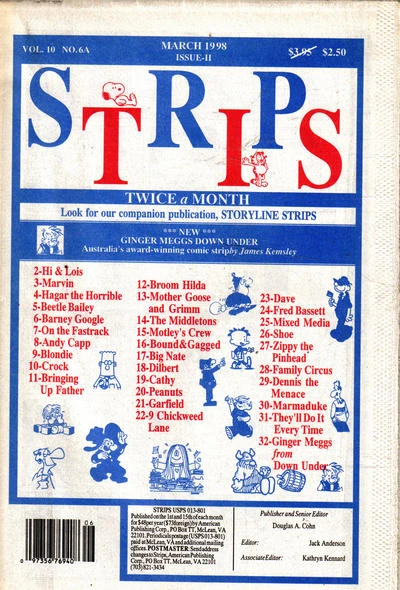 VOL. 10 NO.6A
MARCH 1998
ISSUE-II
$3.95 $2.50
STRIPS
TWICE a MONTH
Look for our companion publication, STORYLINE STRIPS
*** NEW ***
GINGER MEGGS DOWN UNDER
Australia's award-winning comic strip by James Kemsley
2-Hi & Lois
3-Marvin
4-Hagar the Horrible
5-Beetle Bailey
6-Barney Google
7-On the Fastrack
8-Andy Capp
9-Blondie
10-Crock
11-Bringing
Up Father
12-Broom Hilda
13-Mother Goose
and Grimm
14-The Middletons
15-Motley's Crew
16-Bound&Gagged
17-Big Nate
18-Dilbert
19-Cathy
20-Peanuts
21-Garfield
22-9 Chickweed
Lane
23-Dave
24-Fred Bassett
25-Mixed Media
26-Shoe
27-Zippy the
Pinhead
28-Family Circus
29-Dennis the
Menace
30-Marmaduke
31-They'll Do It
Every Time
32-Ginger Meggs
from
Down Under
06
0 97356 76940
STRIPS USPS 013-801
Published on the 1st and 15th of each month
for $48 per year ($73 foreign) by American
Publishing Corp., PO Box TT, McLean, VA
22101. Periodicals postage (USPS 013-801)
paid at McLean, VA and additional mailing
offices. POSTMASTER: Send address
changes to Strips, American Publishing
Corp., PO Box TT, McLean, VA 22101
(703) 821-3434
Publisher and Senior Editor
Douglas A. Cohn
Editor: Jack Anderson
Associate Editor: Kathryn Kennard